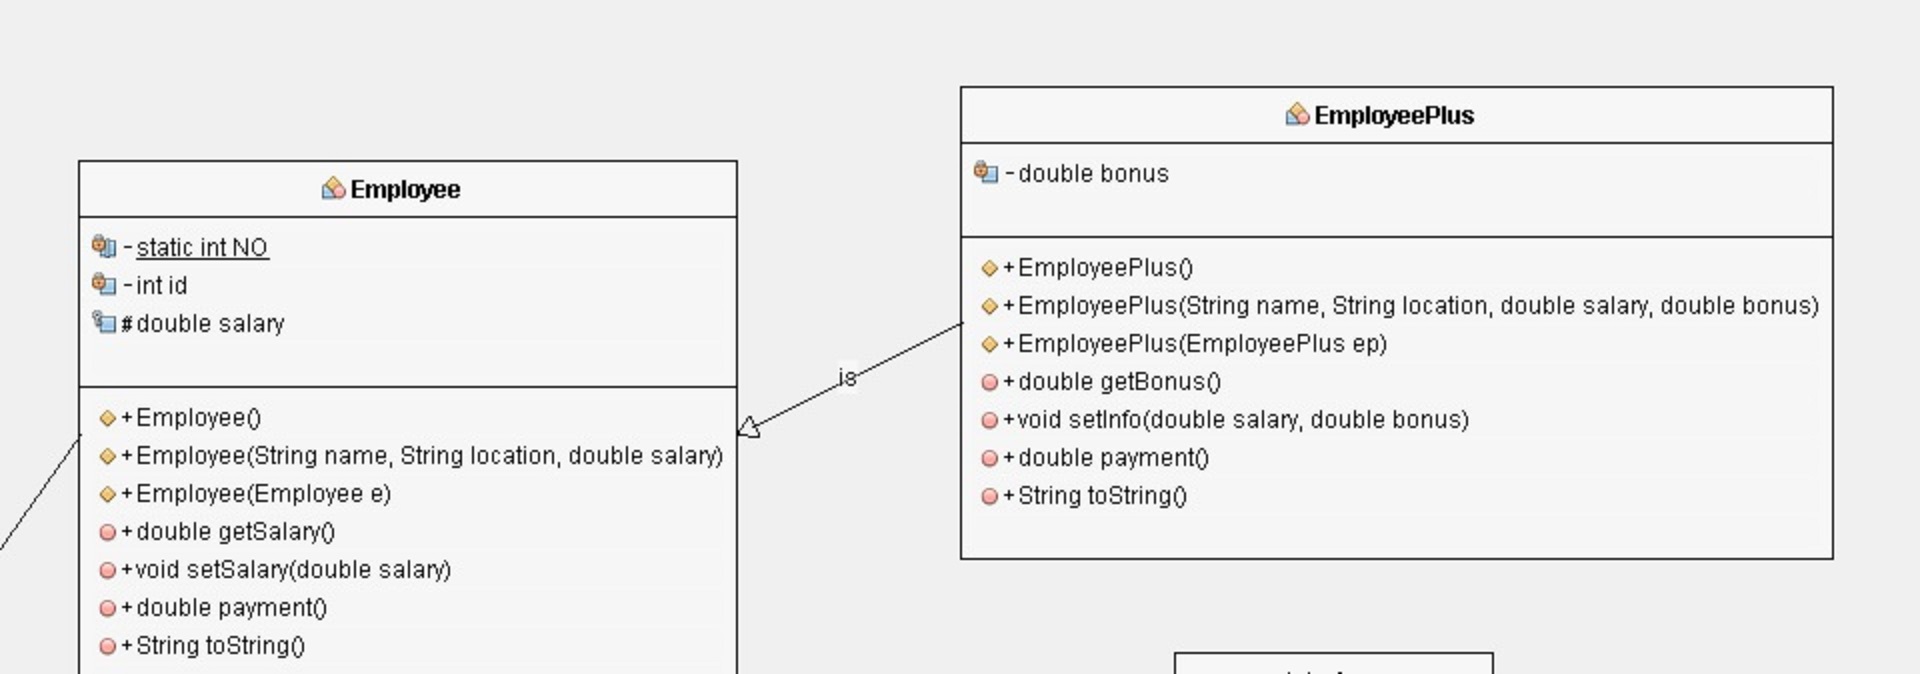 Employee
- static int NO
- int id
# double salary
+ Employee()
+ Employee(String name, String location, double salary)
+ Employee(Employee e)
+ double getSalary()
+ void setSalary(double salary)
+ double payment()
+ String toString()
is
EmployeePlus
- double bonus
+ EmployeePlus()
+ EmployeePlus(String name, String location, double salary, double bonus)
+ EmployeePlus(EmployeePlus ep)
+ double getBonus()
+ void setInfo(double salary, double bonus)
+ double payment()
+ String toString()